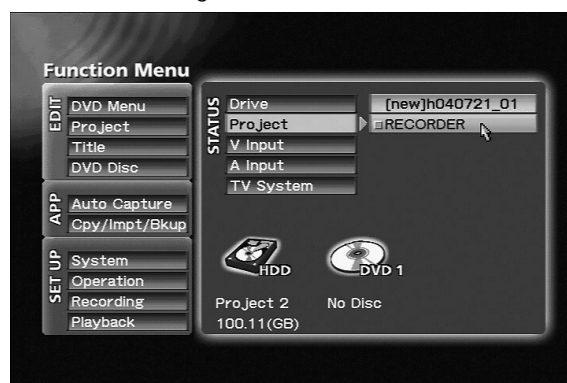 Function Menu
EDIT
DVD Menu
Project
Title
DVD Disc
APP
Auto Capture
Cpy/Impt/Bkup
SET UP
System
Operation
Recording
Playback
STATUS
Drive
Project
V Input
A Input
TV System
[new]h040721_01
RECORDER
HDD
Project 2
100.11(GB)
DVD 1
No Disc